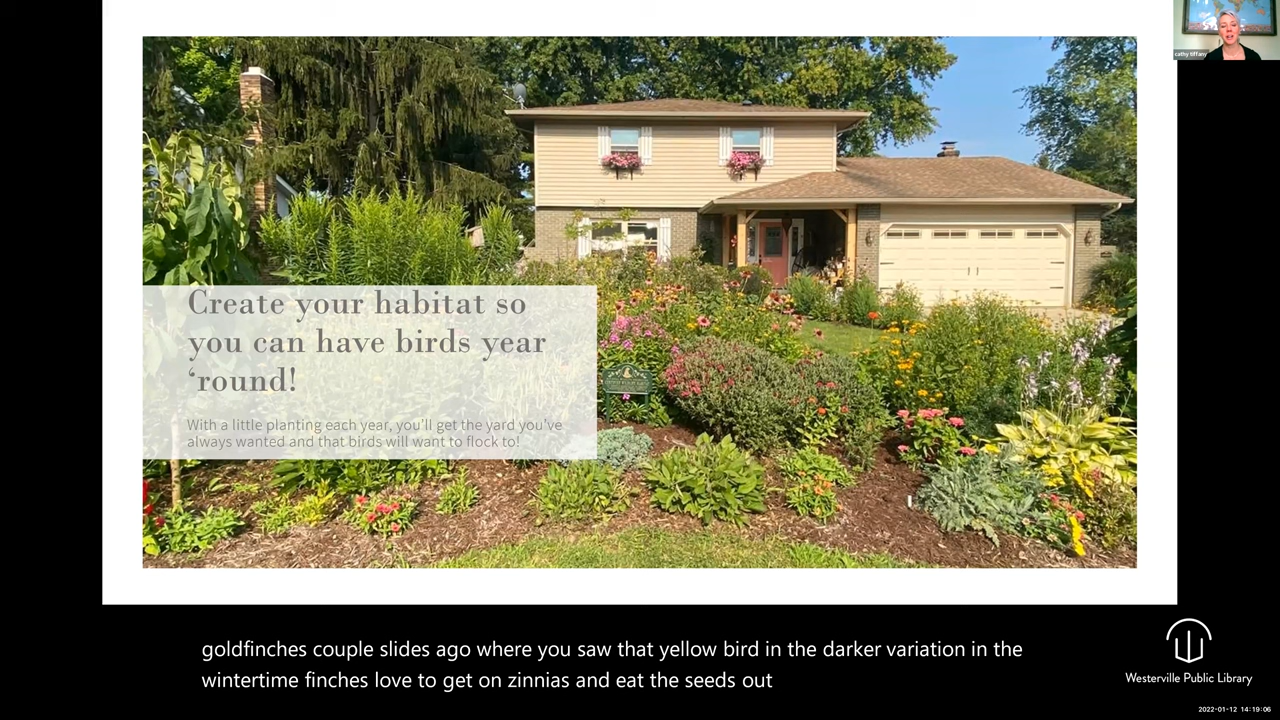 cathy tiffany
Create your habitat so
you can have birds year
‘round!
With a little planting each year, you'll get the yard you've
always wanted and that birds will want to flock to!
goldfinches couple slides ago where you saw that yellow bird in the darker variation in the
wintertime finches love to get on zinnias and eat the seeds out
Westerville Public Library
2022-01-12 14:19:06